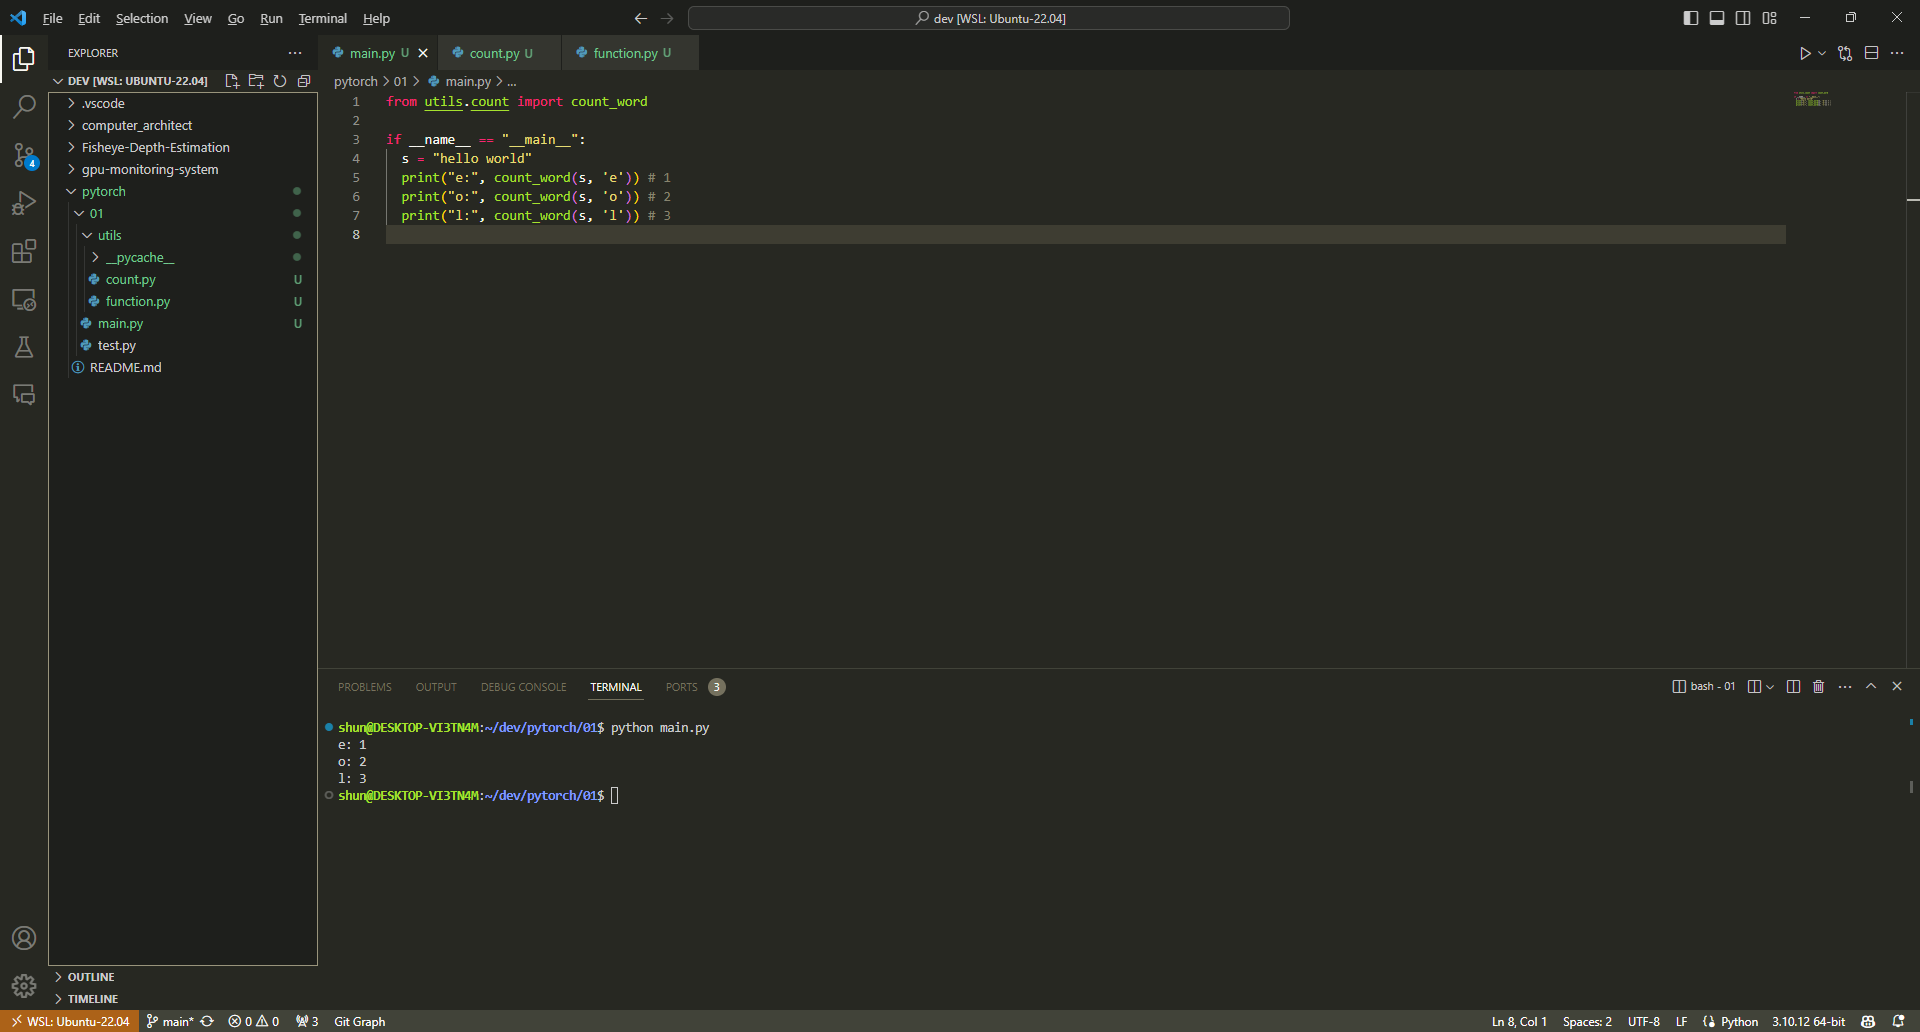 File Edit Selection View Go Run Terminal Help
dev [WSL: Ubuntu-22.04]
EXPLORER
main.py U
count.py U
function.py U
DEV [WSL: UBUNTU-22.04]
pytorch > 01 > main.py > ...
.vscode
computer_architect
Fisheye-Depth-Estimation
gpu-monitoring-system
pytorch
01
utils
__pycache__
count.py U
function.py U
main.py U
test.py
README.md
4
1 from utils.count import count_word
2
3 if __name__ == "__main__":
4 s = "hello world"
5 print("e:", count_word(s, 'e')) # 1
6 print("o:", count_word(s, 'o')) # 2
7 print("l:", count_word(s, 'l')) # 3
8
PROBLEMS OUTPUT DEBUG CONSOLE TERMINAL PORTS 3
bash - 01
shun@DESKTOP-VI3TN4M:~/dev/pytorch/01$ python main.py
e: 1
o: 2
l: 3
shun@DESKTOP-VI3TN4M:~/dev/pytorch/01$
OUTLINE
TIMELINE
WSL: Ubuntu-22.04 main* 0 0 3 Git Graph
Ln 8, Col 1 Spaces: 2 UTF-8 LF Python 3.10.12 64-bit